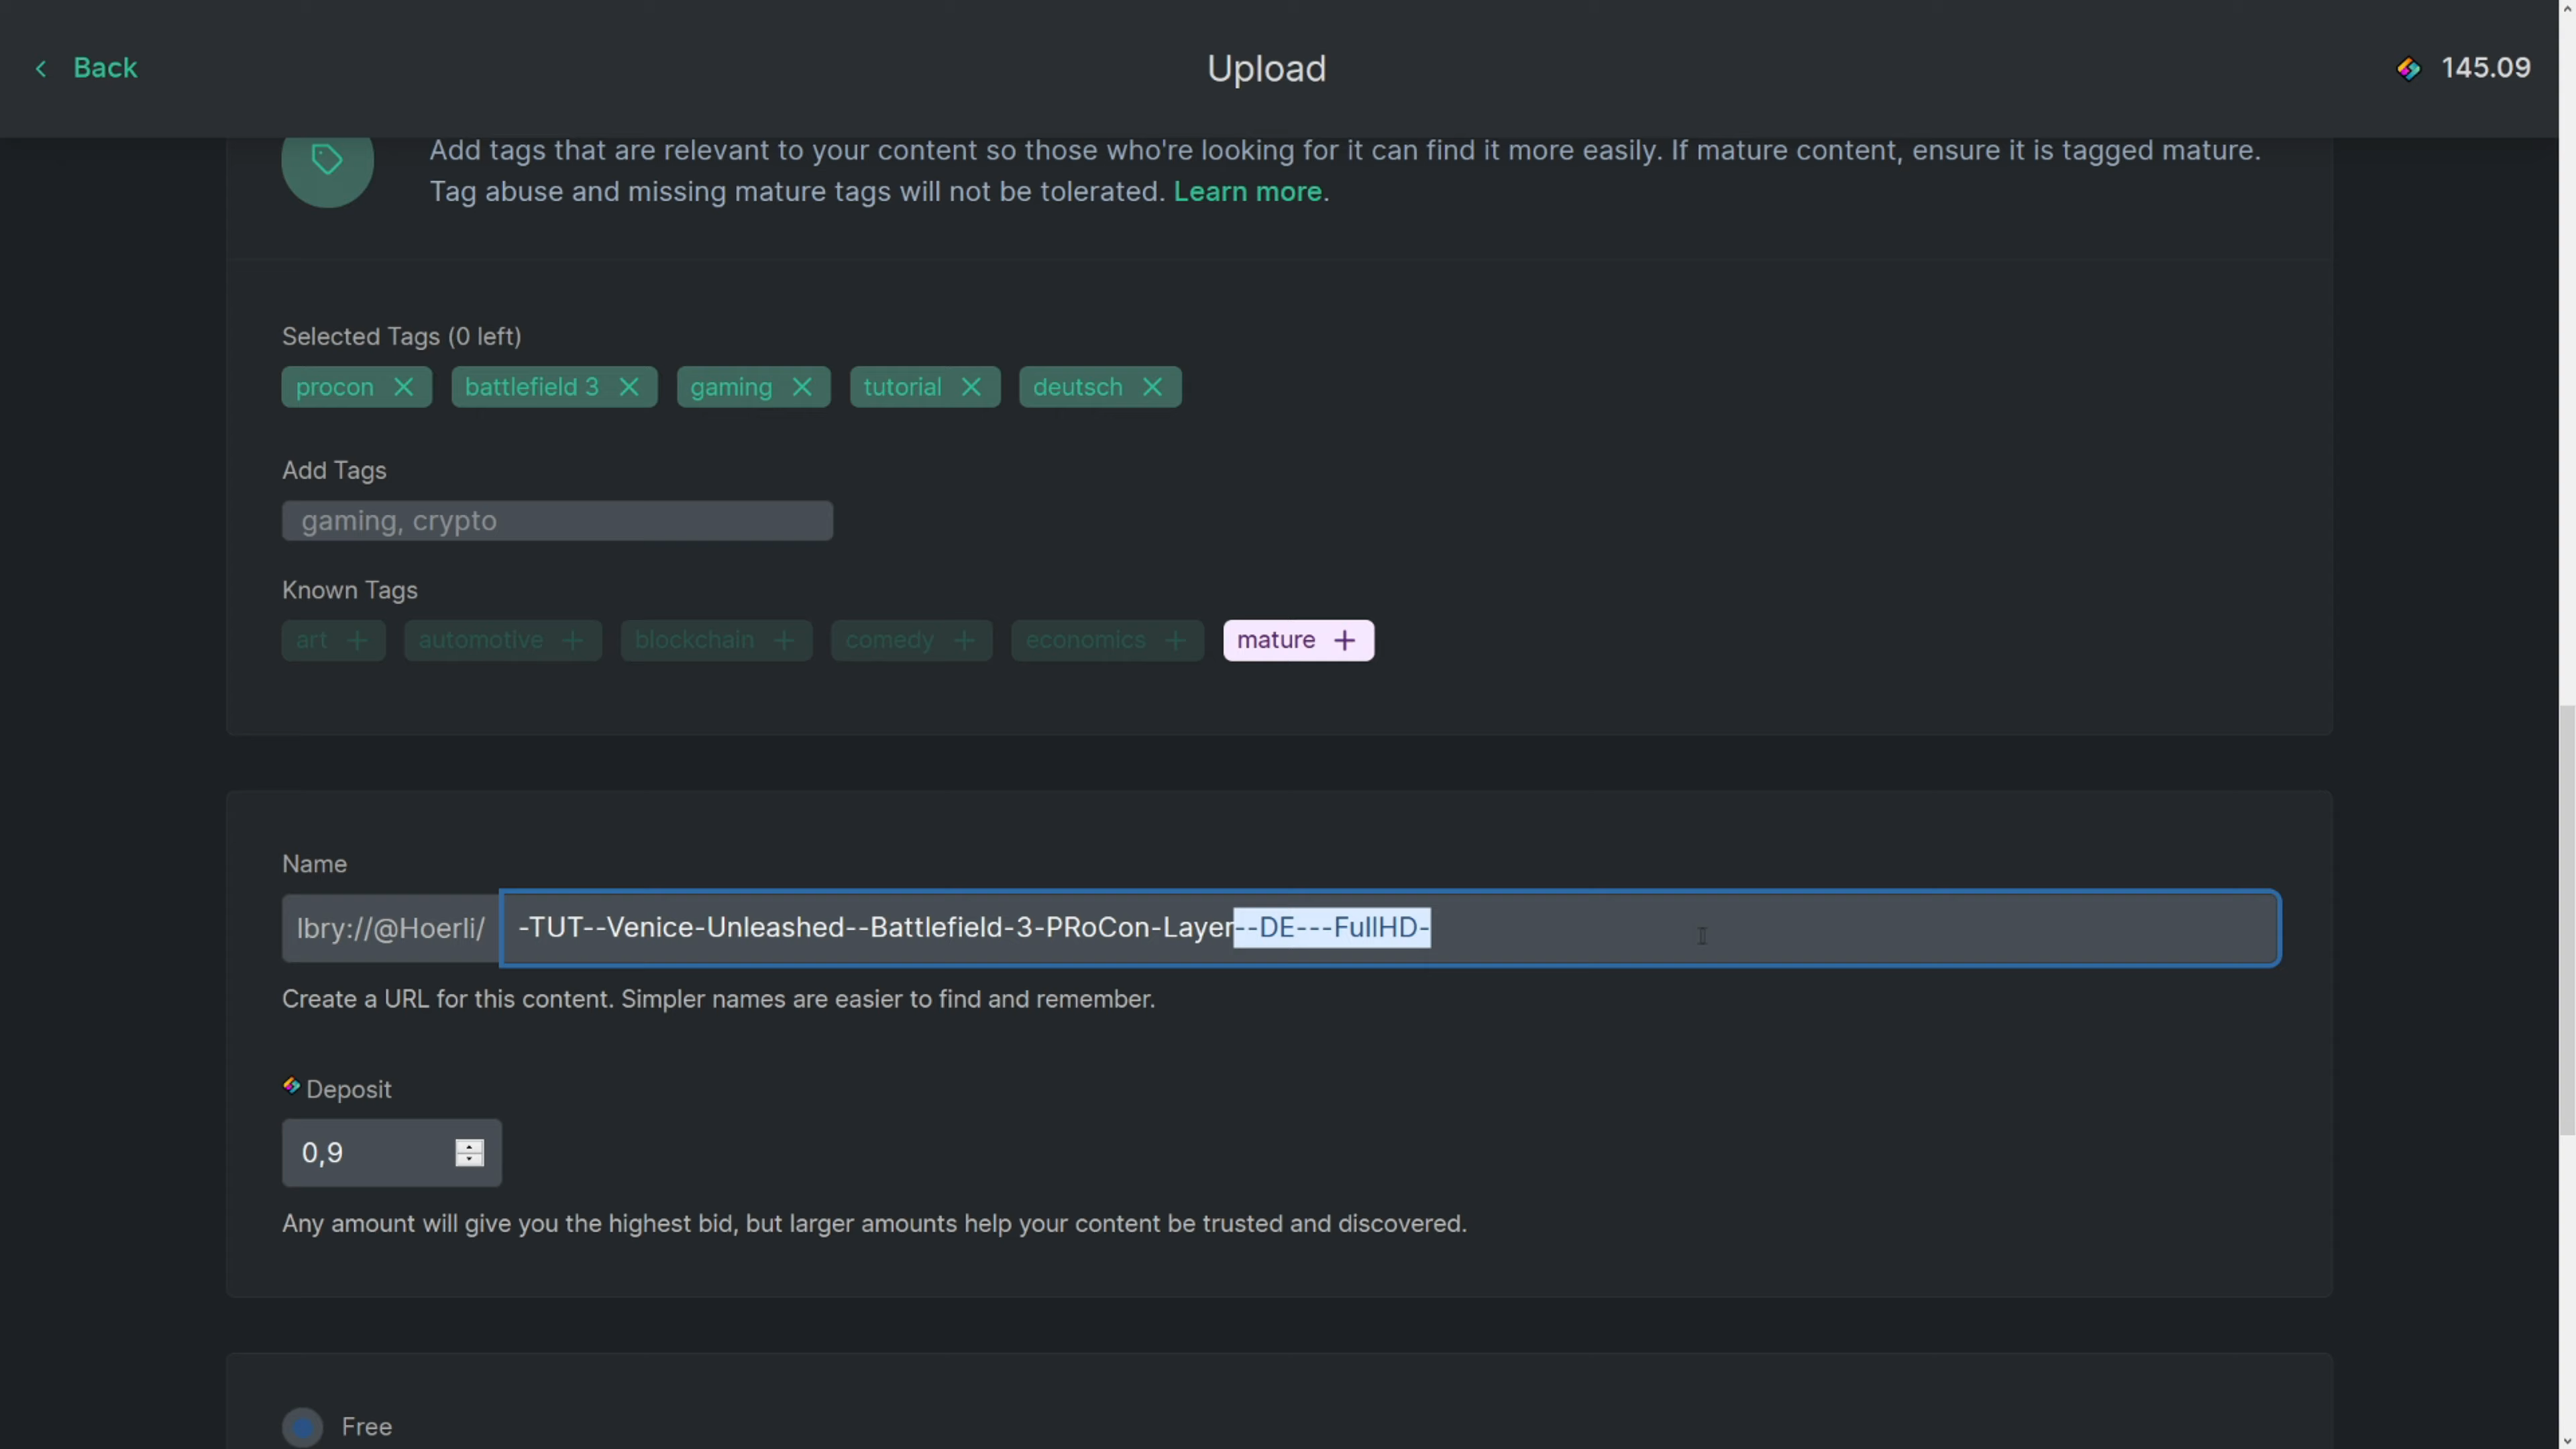 Back
Upload
145.09
Add tags that are relevant to your content so those who're looking for it can find it more easily. If mature content, ensure it is tagged mature.
Tag abuse and missing mature tags will not be tolerated. Learn more.
Selected Tags (0 left)
procon battlefield 3 gaming tutorial deutsch
Add Tags
gaming, crypto
Known Tags
art + automotive + blockchain + comedy + economics + mature +
Name
lbry://@Hoerli/ -TUT--Venice-Unleashed--Battlefield-3-PRoCon-Layer--DE---FullHD-
Create a URL for this content. Simpler names are easier to find and remember.
Deposit
0,9
Any amount will give you the highest bid, but larger amounts help your content be trusted and discovered.
Free